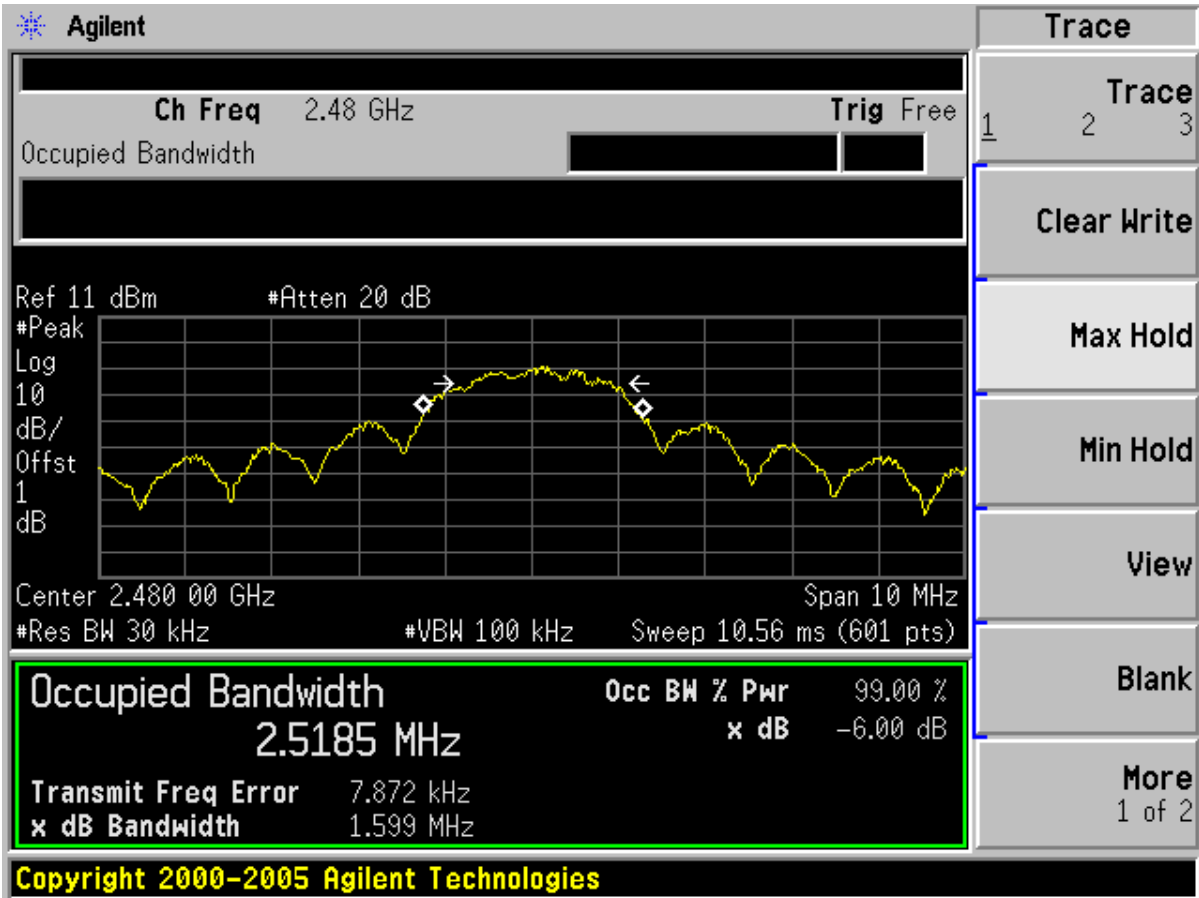 Agilent
Trace
Ch Freq 2.48 GHz Trig Free
Occupied Bandwidth
Trace
1 2 3
Clear Write
Max Hold
Min Hold
View
Blank
More
1 of 2
Ref 11 dBm #Atten 20 dB
#Peak
Log
10
dB/
Offst
1
dB
Center 2.480 00 GHz Span 10 MHz
#Res BW 30 kHz #VBW 100 kHz Sweep 10.56 ms (601 pts)
Occupied Bandwidth Occ BW % Pwr 99.00 %
2.5185 MHz x dB -6.00 dB
Transmit Freq Error 7.872 kHz
x dB Bandwidth 1.599 MHz
Copyright 2000-2005 Agilent Technologies